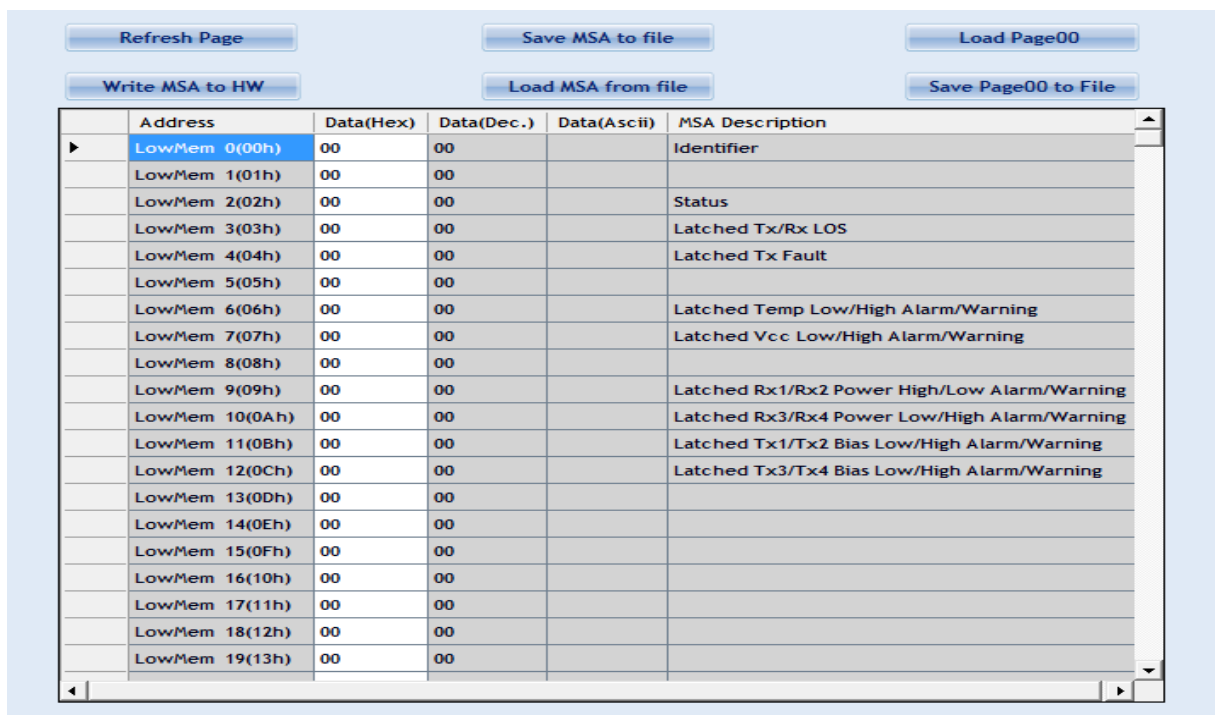 Refresh Page Save MSA to file Load Page00
Write MSA to HW Load MSA from file Save Page00 to File
Address Data(Hex) Data(Dec.) Data(Ascii) MSA Description
LowMem 0(00h) 00 00 Identifier
LowMem 1(01h) 00 00
LowMem 2(02h) 00 00 Status
LowMem 3(03h) 00 00 Latched Tx/Rx LOS
LowMem 4(04h) 00 00 Latched Tx Fault
LowMem 5(05h) 00 00
LowMem 6(06h) 00 00 Latched Temp Low/High Alarm/Warning
LowMem 7(07h) 00 00 Latched Vcc Low/High Alarm/Warning
LowMem 8(08h) 00 00
LowMem 9(09h) 00 00 Latched Rx1/Rx2 Power High/Low Alarm/Warning
LowMem 10(0Ah) 00 00 Latched Rx3/Rx4 Power Low/High Alarm/Warning
LowMem 11(0Bh) 00 00 Latched Tx1/Tx2 Bias Low/High Alarm/Warning
LowMem 12(0Ch) 00 00 Latched Tx3/Tx4 Bias Low/High Alarm/Warning
LowMem 13(0Dh) 00 00
LowMem 14(0Eh) 00 00
LowMem 15(0Fh) 00 00
LowMem 16(10h) 00 00
LowMem 17(11h) 00 00
LowMem 18(12h) 00 00
LowMem 19(13h) 00 00